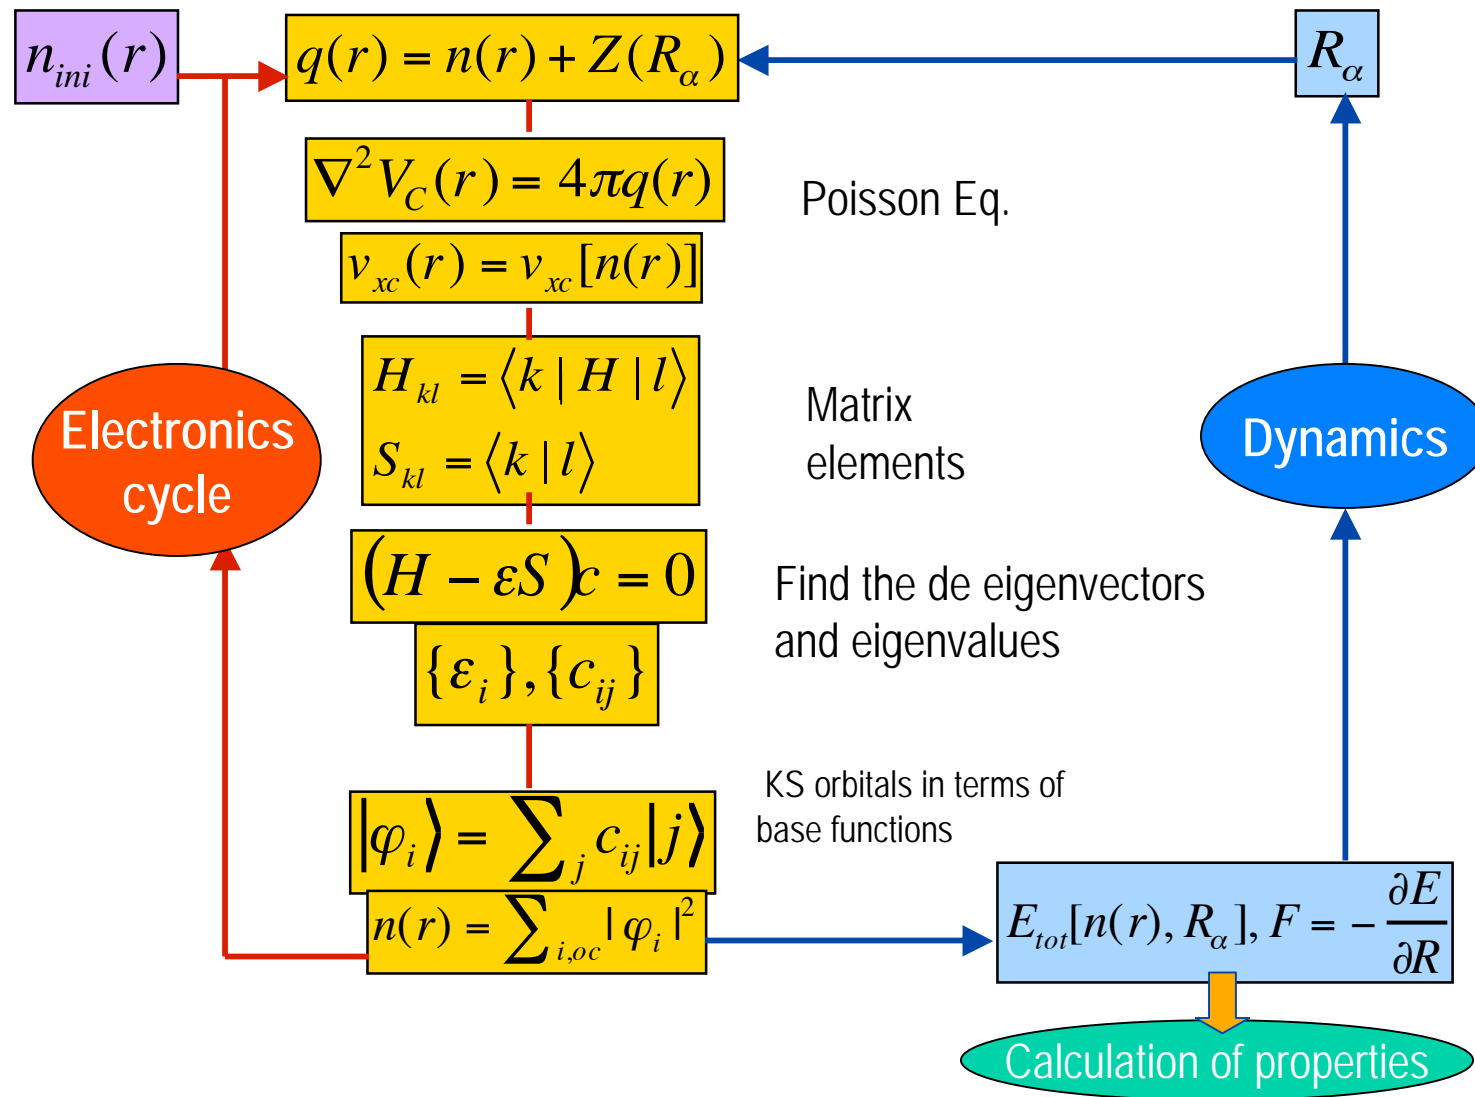 n_ini(r)
q(r) = n(r) + Z(R_α)
R_α
∇²V_C(r) = 4πq(r)
Poisson Eq.
v_xc(r) = v_xc[n(r)]
H_kl = ⟨k | H | l⟩
S_kl = ⟨k | l⟩
Matrix
elements
Electronics
cycle
Dynamics
(H − εS)c = 0
Find the de eigenvectors
and eigenvalues
{ε_i}, {c_ij}
KS orbitals in terms of
base functions
|φ_i⟩ = ∑_j c_ij|j⟩
n(r) = ∑_i,oc |φ_i|²
E_tot[n(r), R_α], F = − ∂E/∂R
Calculation of properties